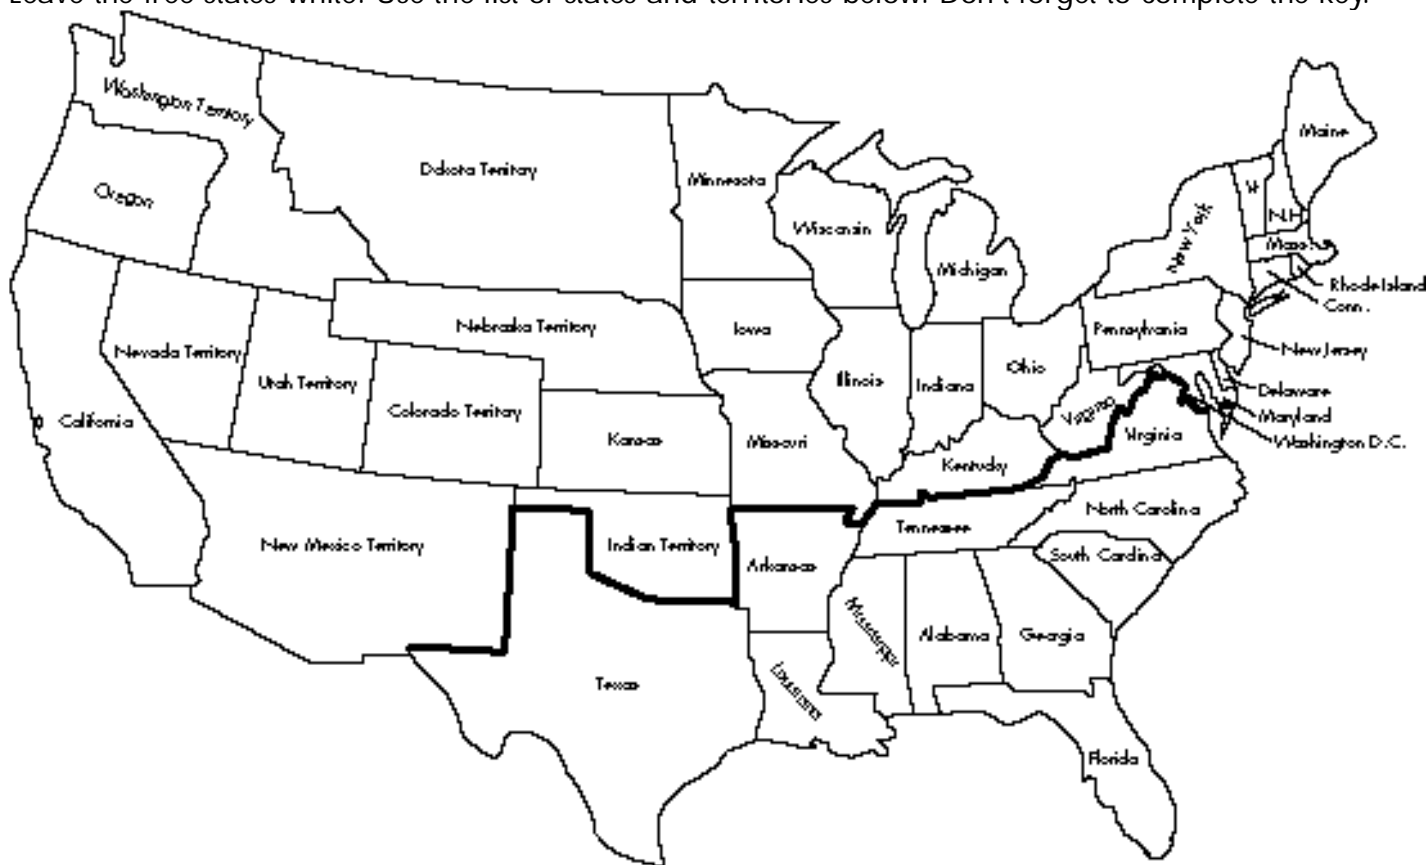 Leave the free states white. Use the list of states and territories below. Don't forget to complete the key.
Washington Territory
Maine
Dakota Territory
Minnesota
Oregon
Vt
N.H.
Wisconsin
New York
Mass.
Michigan
Rhode Island
Conn.
Nebraska Territory
Iowa
Pennsylvania
Nevada Territory
New Jersey
Utah Territory
Illinois
Indiana
Ohio
Delaware
Colorado Territory
California
Virginia
Maryland
Kansas
Missouri
Virginia
Washington D.C.
Kentucky
North Carolina
Tennessee
New Mexico Territory
Indian Territory
South Carolina
Arkansas
Mississippi
Alabama
Georgia
Texas
Louisiana
Florida